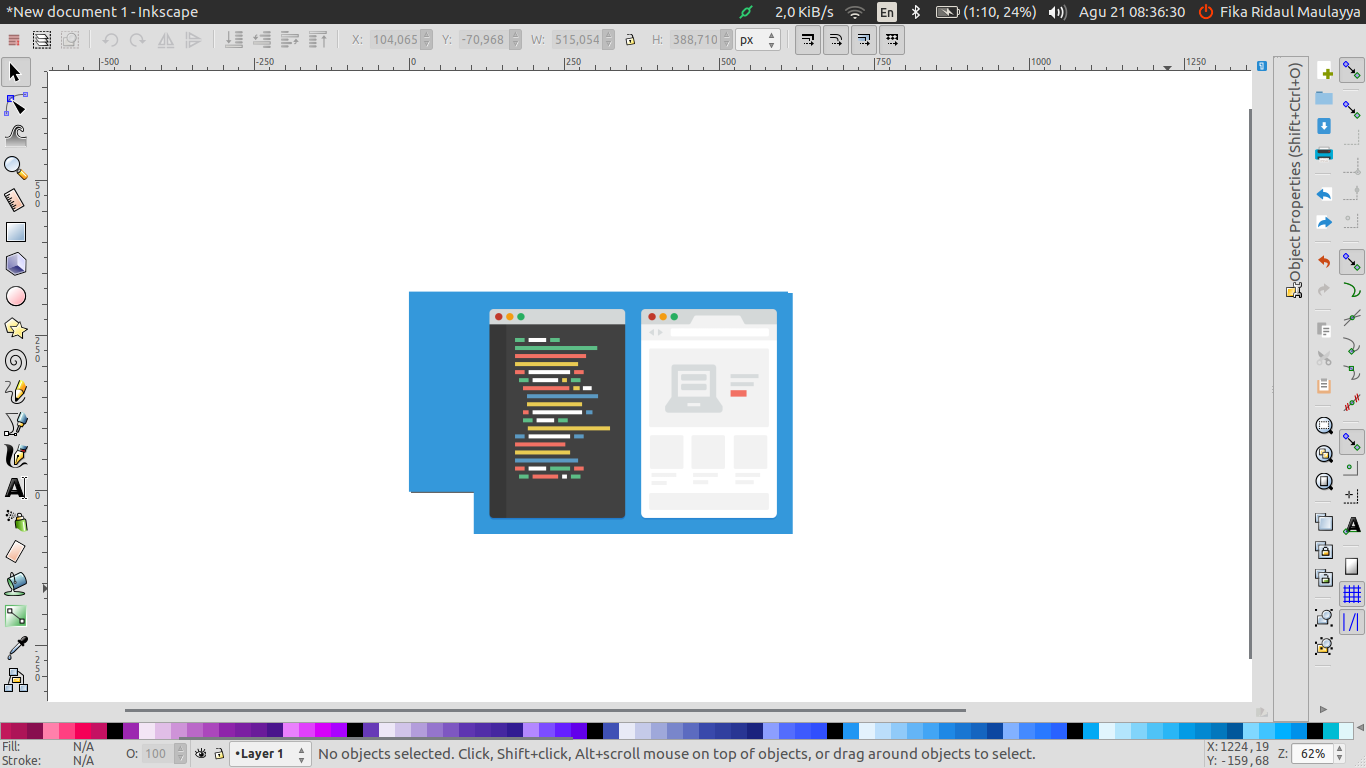 *New document 1 - Inkscape
2,0 KiB/s
En
(1:10, 24%)
Agu 21 08:36:30
Fika Ridaul Maulayya
X: 104,065
Y: -70,968
W: 515,054
H: 388,710
px
-500
-250
0
250
500
750
1000
1250
500
250
0
-250
Object Properties (Shift+Ctrl+O)
Fill: N/A
Stroke: N/A
O: 100
•Layer 1
No objects selected. Click, Shift+click, Alt+scroll mouse on top of objects, or drag around objects to select.
X:1224,19
Y: -159,68
Z: 62%